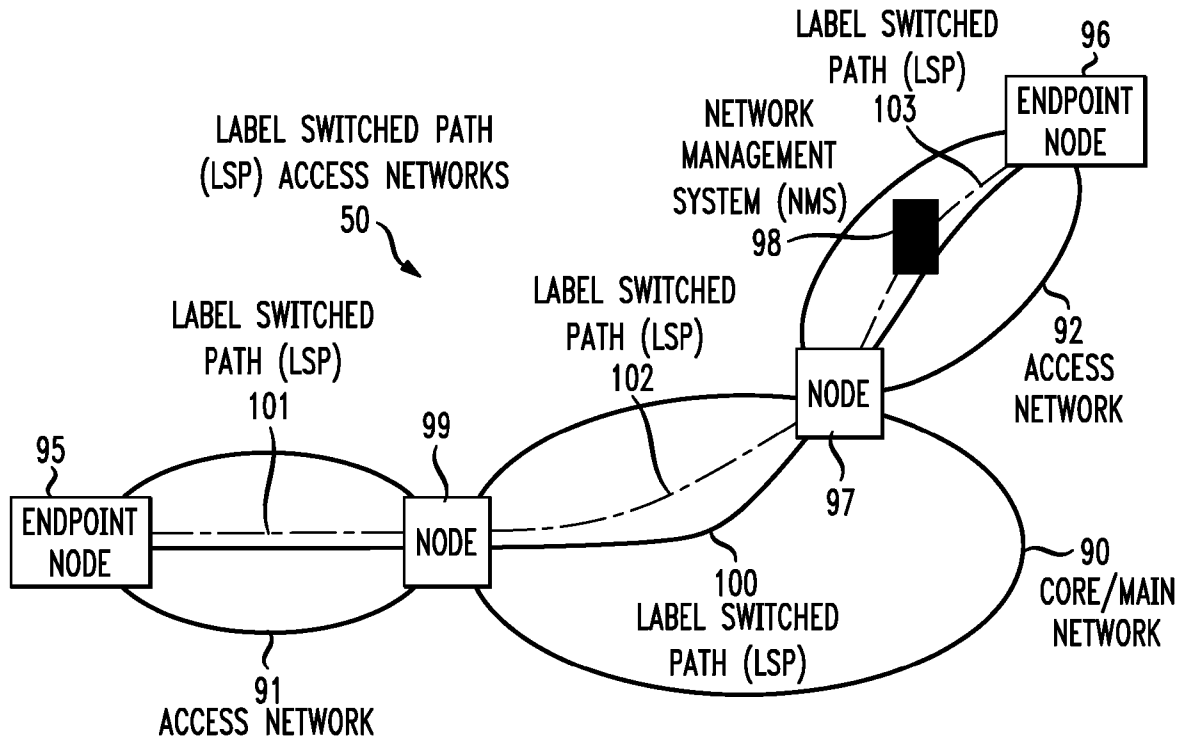 LABEL SWITCHED
PATH (LSP)
103
96
ENDPOINT
NODE
NETWORK
MANAGEMENT
SYSTEM (NMS)
98
LABEL SWITCHED PATH
(LSP) ACCESS NETWORKS
50
LABEL SWITCHED
PATH (LSP)
101
LABEL SWITCHED
PATH (LSP)
102
92
ACCESS
NETWORK
NODE
97
95
ENDPOINT
NODE
99
NODE
100
LABEL SWITCHED
PATH (LSP)
90
CORE/MAIN
NETWORK
91
ACCESS NETWORK